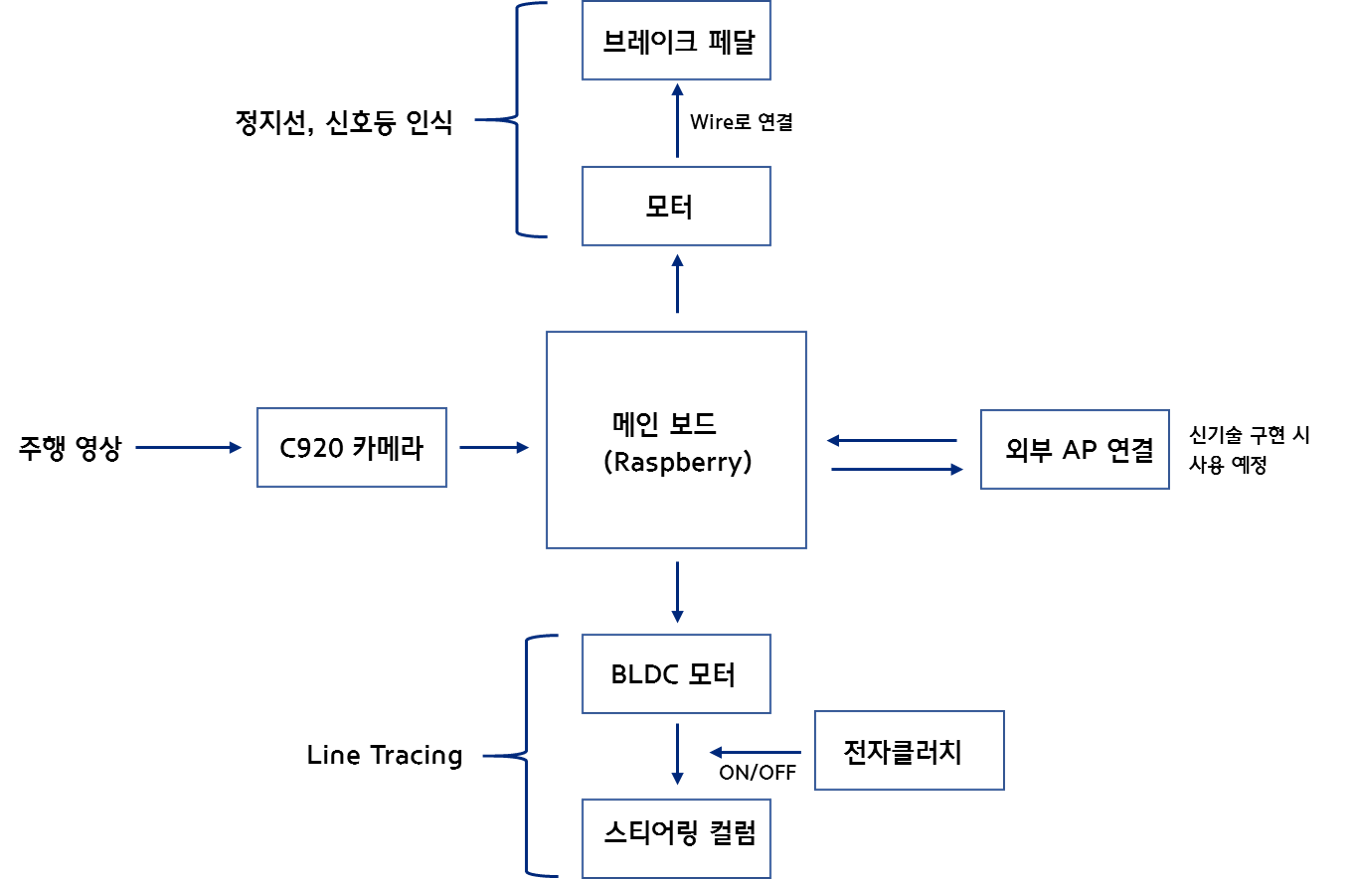 브레이크 페달
정지선, 신호등 인식
Wire로 연결
모터
메인 보드
(Raspberry)
주행 영상
C920 카메라
외부 AP 연결
신기술 구현 시
사용 예정
BLDC 모터
Line Tracing
전자클러치
ON/OFF
스티어링 컬럼